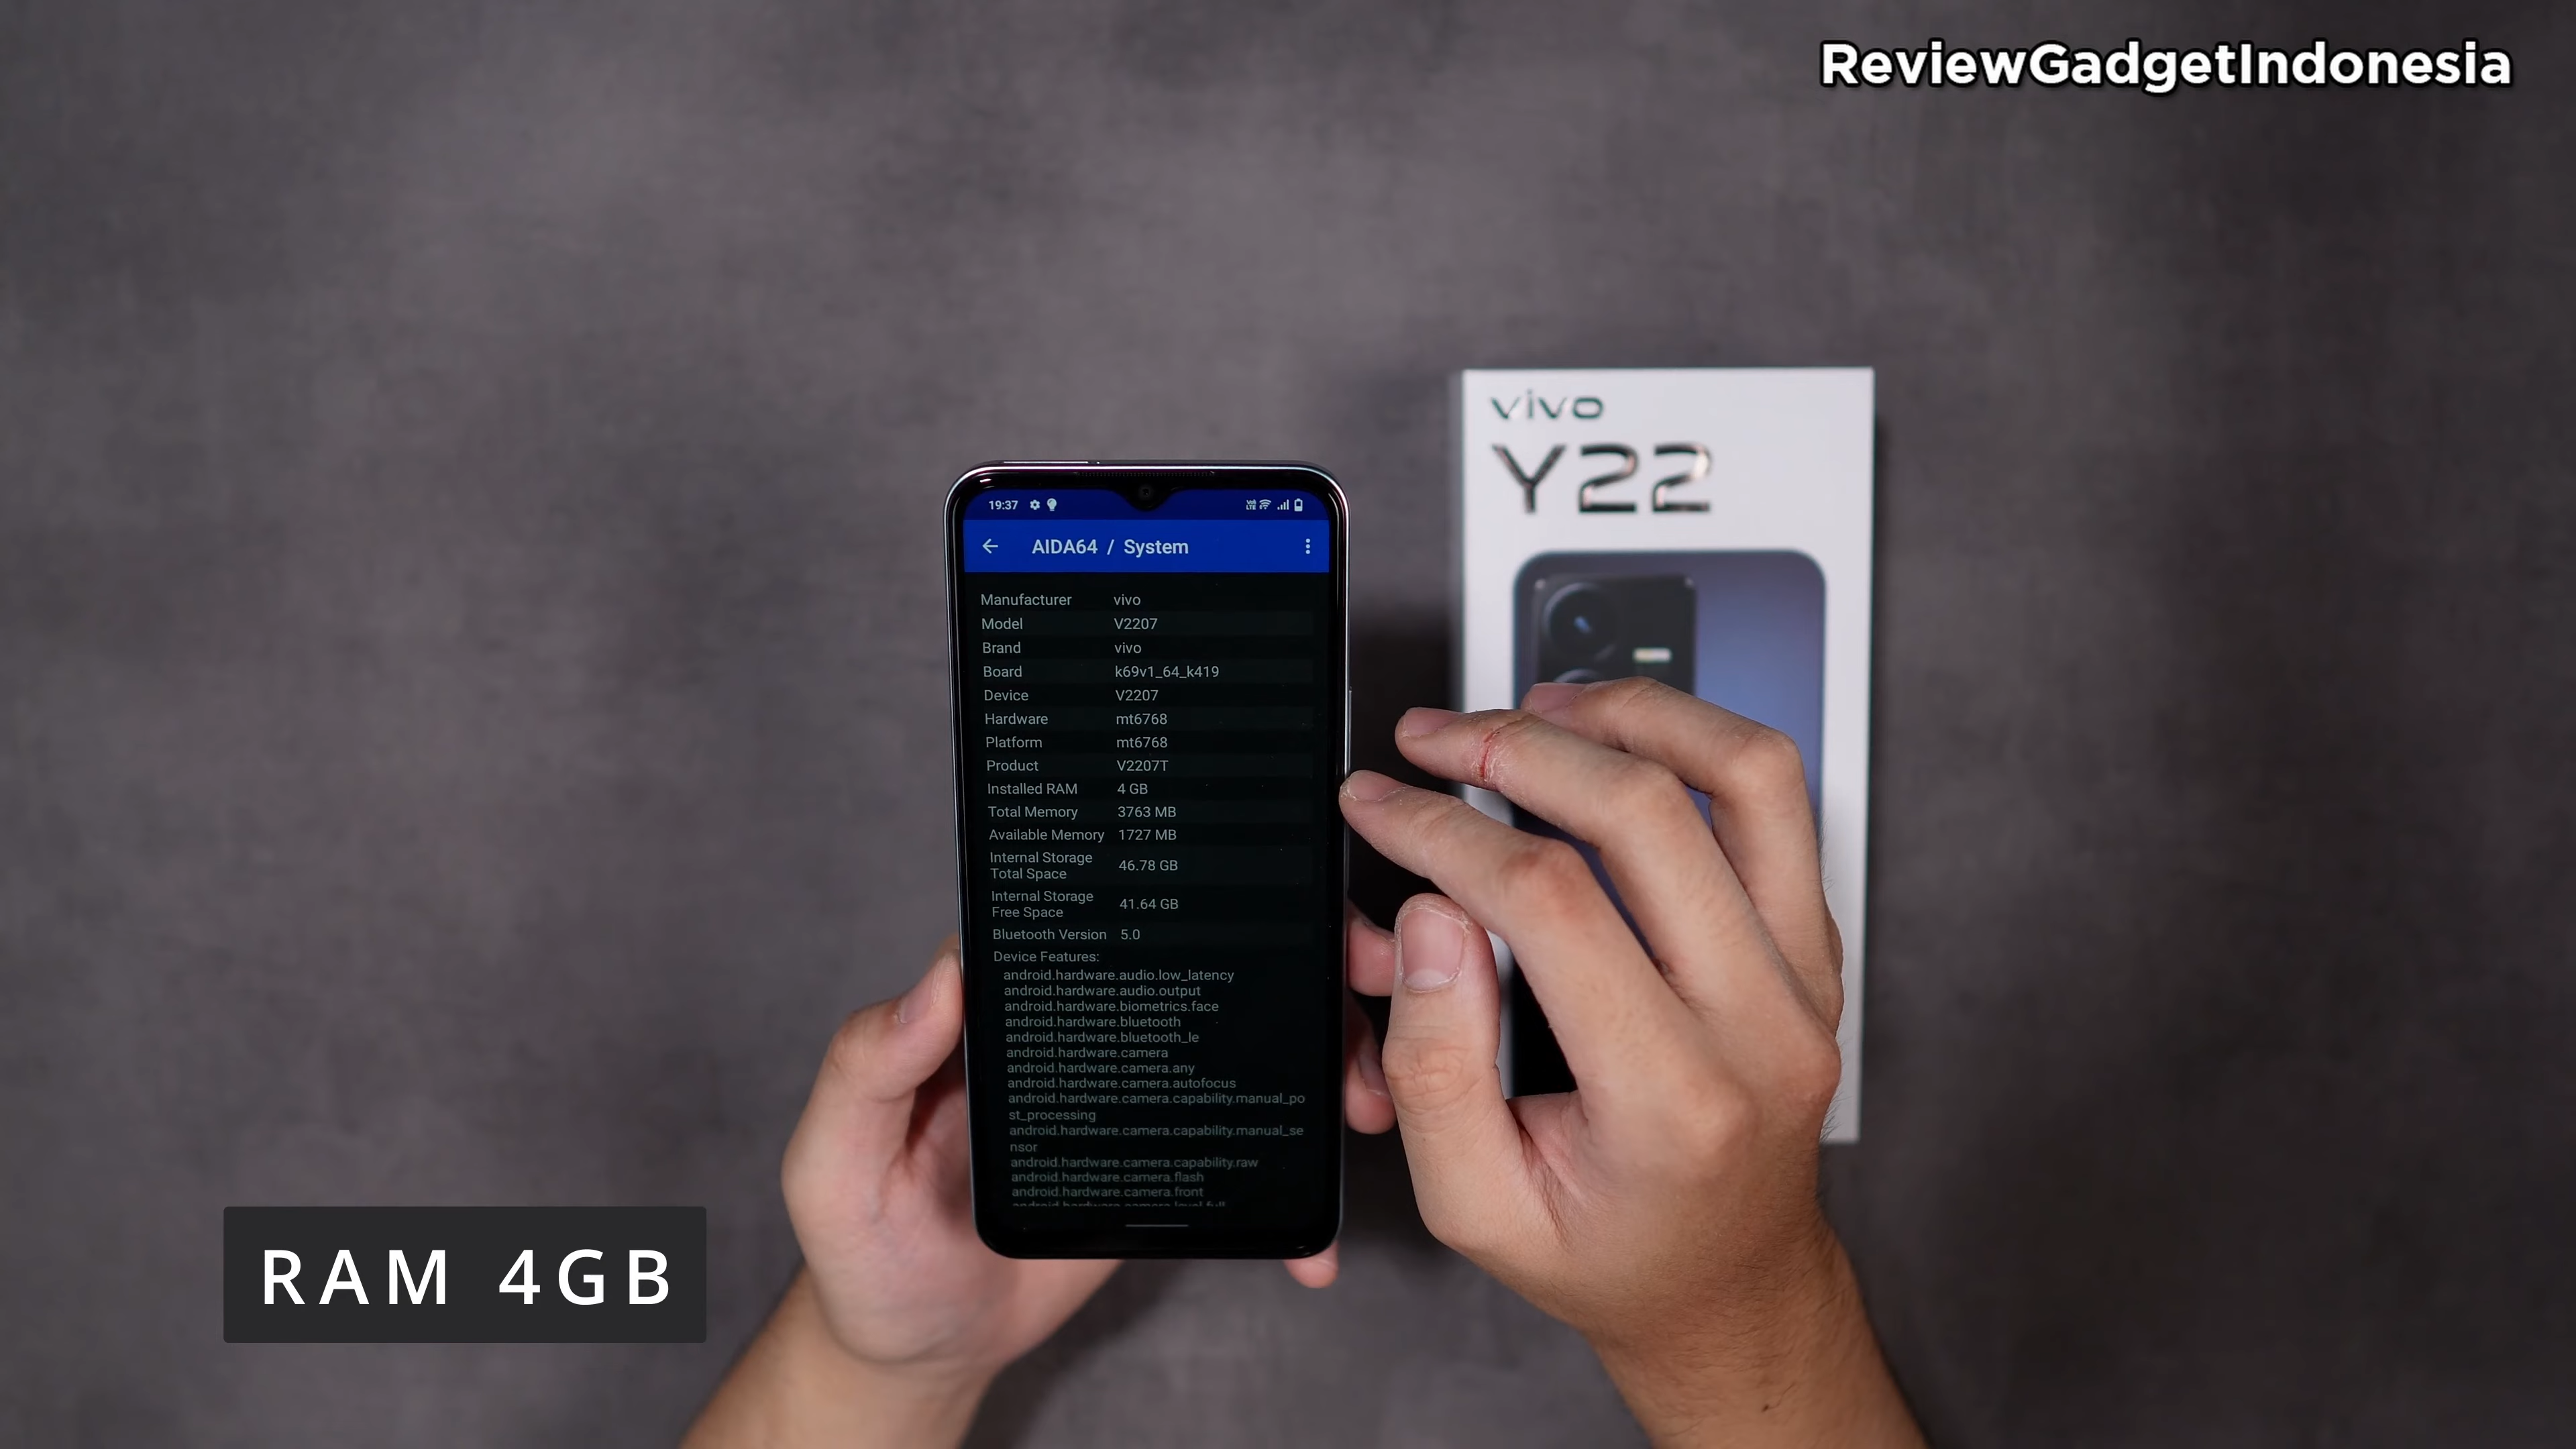 ReviewGadgetIndonesia
vivo
Y22
19:37
AIDA64 / System
Manufacturer vivo
Model V2207
Brand vivo
Board k69v1_64_k419
Device V2207
Hardware mt6768
Platform mt6768
Product V2207T
Installed RAM 4 GB
Total Memory 3763 MB
Available Memory 1727 MB
Internal Storage
Total Space 46.78 GB
Internal Storage
Free Space 41.64 GB
Bluetooth Version 5.0
Device Features:
android.hardware.audio.low_latency
android.hardware.audio.output
android.hardware.biometrics.face
android.hardware.bluetooth
android.hardware.bluetooth_le
android.hardware.camera
android.hardware.camera.any
android.hardware.camera.autofocus
android.hardware.camera.capability.manual_po
st_processing
android.hardware.camera.capability.manual_se
nsor
android.hardware.camera.capability.raw
android.hardware.camera.flash
android.hardware.camera.front
RAM 4GB